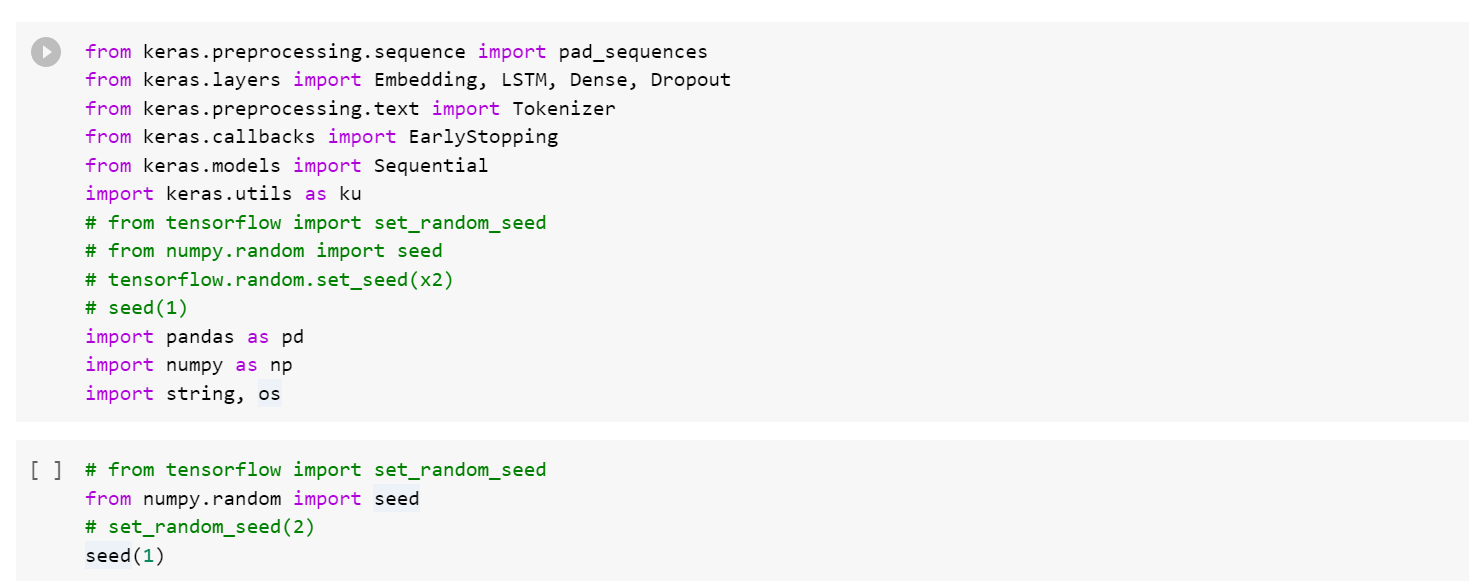 from keras.preprocessing.sequence import pad_sequences
from keras.layers import Embedding, LSTM, Dense, Dropout
from keras.preprocessing.text import Tokenizer
from keras.callbacks import EarlyStopping
from keras.models import Sequential
import keras.utils as ku
# from tensorflow import set_random_seed
# from numpy.random import seed
# tensorflow.random.set_seed(x2)
# seed(1)
import pandas as pd
import numpy as np
import string, os
[ ] # from tensorflow import set_random_seed
from numpy.random import seed
# set_random_seed(2)
seed(1)